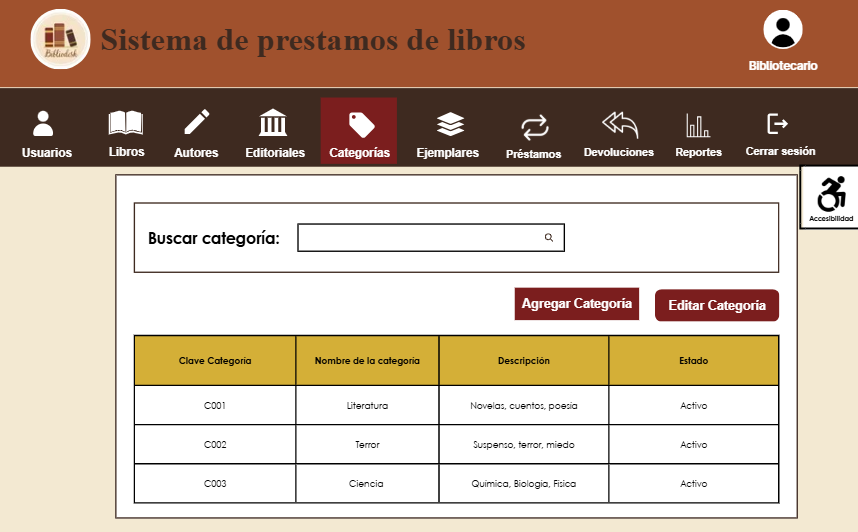 Bibliodesk
Sistema de prestamos de libros
Bibliotecario
Usuarios Libros Autores Editoriales Categorías Ejemplares Préstamos Devoluciones Reportes Cerrar sesión
Accesibilidad
Buscar categoría:
Agregar Categoría Editar Categoría
Clave Categoría Nombre de la categoría Descripción Estado
C001 Literatura Novelas, cuentos, poesía Activo
C002 Terror Suspenso, terror, miedo Activo
C003 Ciencia Química, Biología, Física Activo